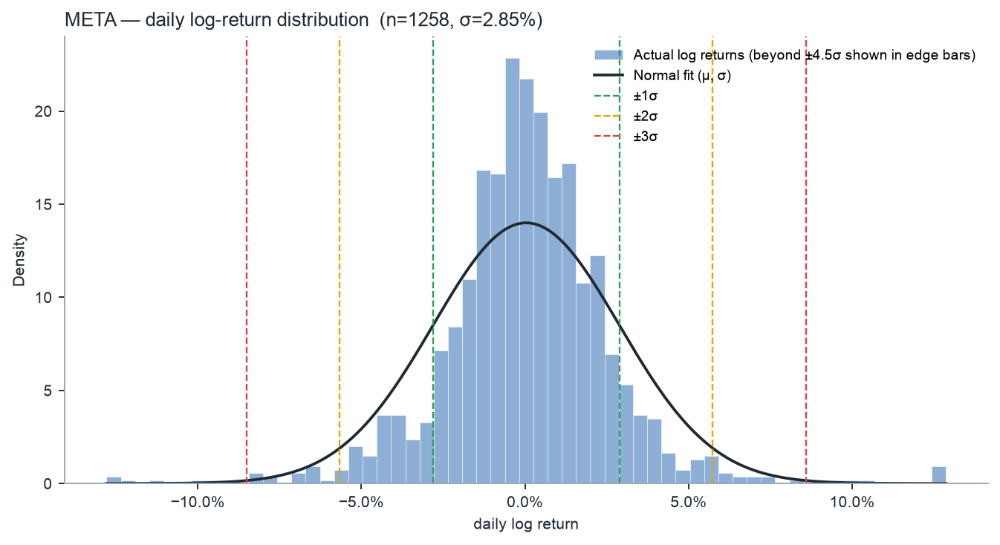 META — daily log-return distribution (n=1258, σ=2.85%)
Actual log returns (beyond ±4.5σ shown in edge bars)
Normal fit (μ, σ)
±1σ
±2σ
±3σ
Density
20
15
10
5
0
−10.0%
−5.0%
0.0%
5.0%
10.0%
daily log return